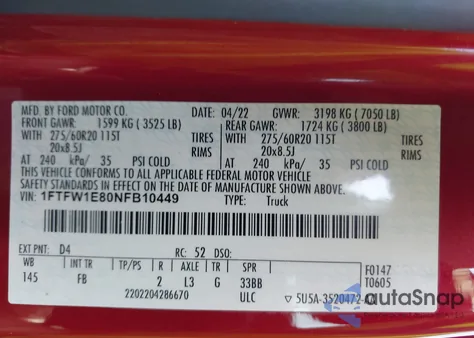 MFD. BY FORD MOTOR CO. 04/22 GVWR: 3198 KG (7050 LB)
FRONT GAWR: 1599 KG (3525 LB) REAR GAWR: 1724 KG (3800 LB)
WITH 275/60R20 115T TIRES WITH 275/60R20 115T TIRES
20x8.5J RIMS 20x8.5J RIMS
AT 240 kPa/ 35 PSI COLD AT 240 kPa/ 35 PSI COLD
THIS VEHICLE CONFORMS TO ALL APPLICABLE FEDERAL MOTOR VEHICLE
SAFETY STANDARDS IN EFFECT ON THE DATE OF MANUFACTURE SHOWN ABOVE.
VIN: 1FTFW1E80NFB10449 TYPE: Truck
EXT PNT: D4 RC: 52 DSO:
WB TP/PS R AXLE TR SPR F0147
145 FB 2 L3 G 33BB T0605
2202204286670 ULC 5U5A-3520472-
autoSnap